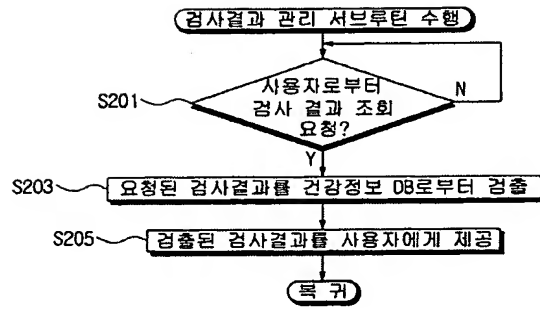 검사결과 관리 서브루틴 수행
사용자로부터
검사 결과 조회
요청?
N
S201
Y
S203
요청된 검사결과를 건강정보 DB로부터 검출
S205
검출된 검사결과를 사용자에게 제공
복 귀